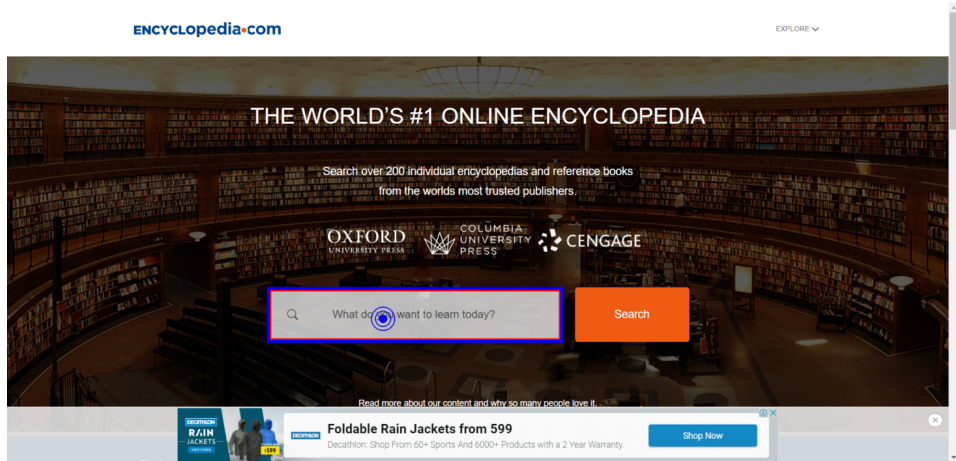 ENCYCLopedia.com
EXPLORE
THE WORLD'S #1 ONLINE ENCYCLOPEDIA
Search over 200 individual encyclopedias and reference books
from the worlds most trusted publishers.
OXFORD
UNIVERSITY PRESS
COLUMBIA
UNIVERSITY
PRESS
CENGAGE
What do you want to learn today?
Search
Read more about our content and why so many people love it.
DECATHLON
RAIN
JACKETS
599
DECATHLON
Foldable Rain Jackets from 599
Decathlon: Shop From 60+ Sports And 6000+ Products with a 2 Year Warranty.
Shop Now